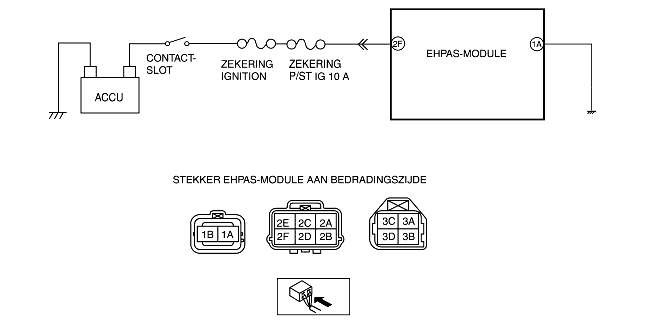 2F
1A
EHPAS-MODULE
CONTACT-
SLOT
ZEKERING
IGNITION
ZEKERING
P/ST IG 10 A
ACCU
STEKKER EHPAS-MODULE AAN BEDRADINGSZIJDE
1B 1A
2E 2C 2A
2F 2D 2B
3C 3A
3D 3B